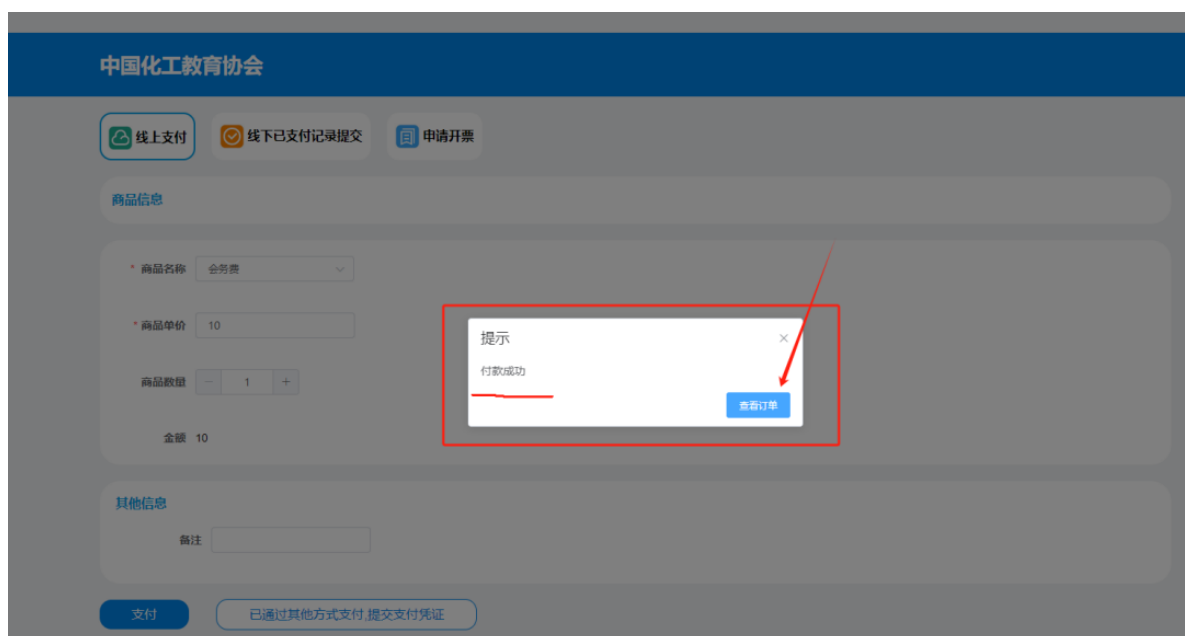 中国化工教育协会
线上支付 线下已支付记录提交 申请开票
商品信息
* 商品名称 会务费
* 商品单价 10
商品数量 - 1 +
金额 10
提示 ×
付款成功
查看订单
其他信息
备注
支付 已通过其他方式支付,提交支付凭证